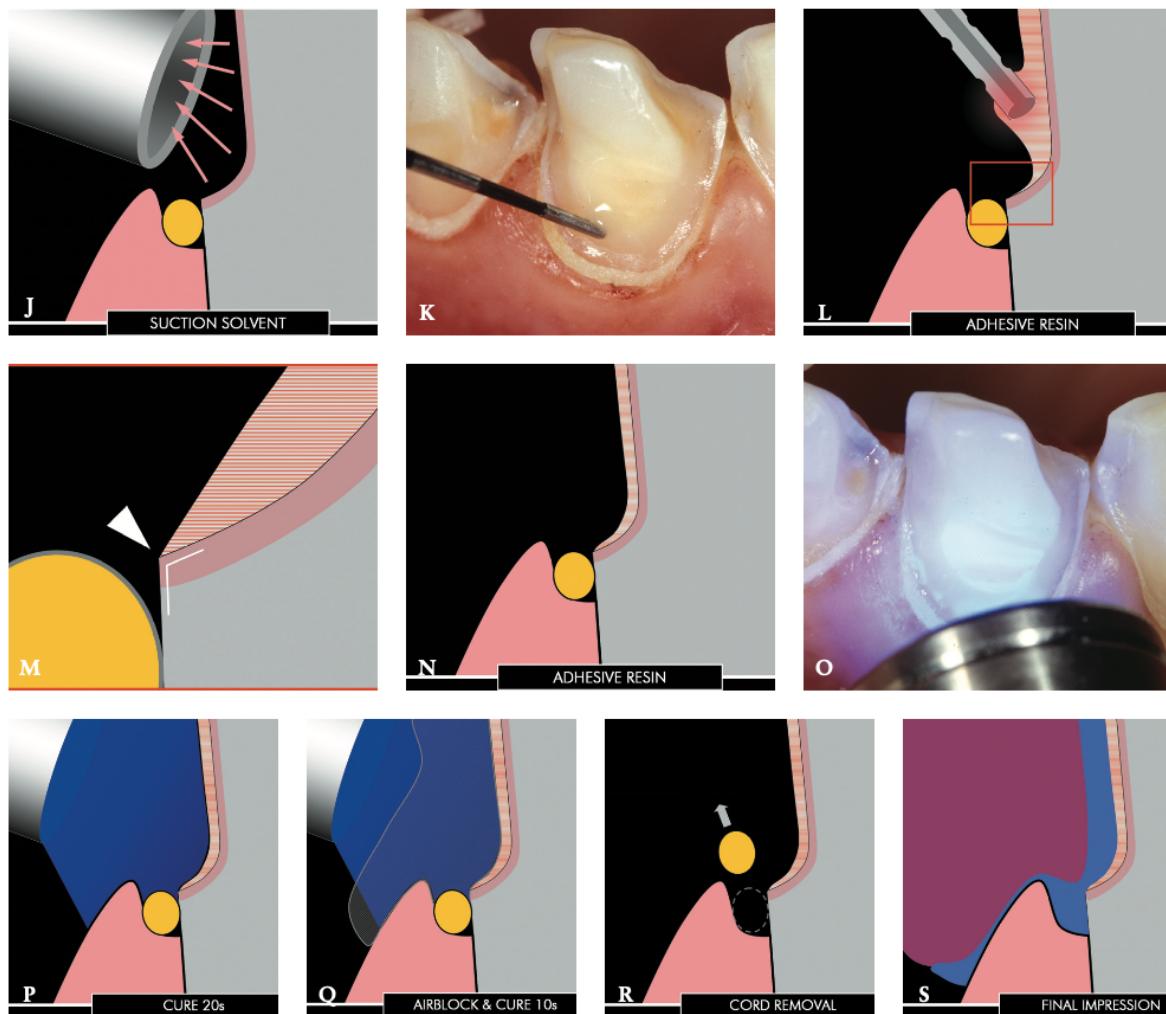 J
SUCTION SOLVENT
K
L
ADHESIVE RESIN
M
N
ADHESIVE RESIN
O
P
CURE 20s
Q
AIRBLOCK & CURE 10s
R
CORD REMOVAL
S
FINAL IMPRESSION